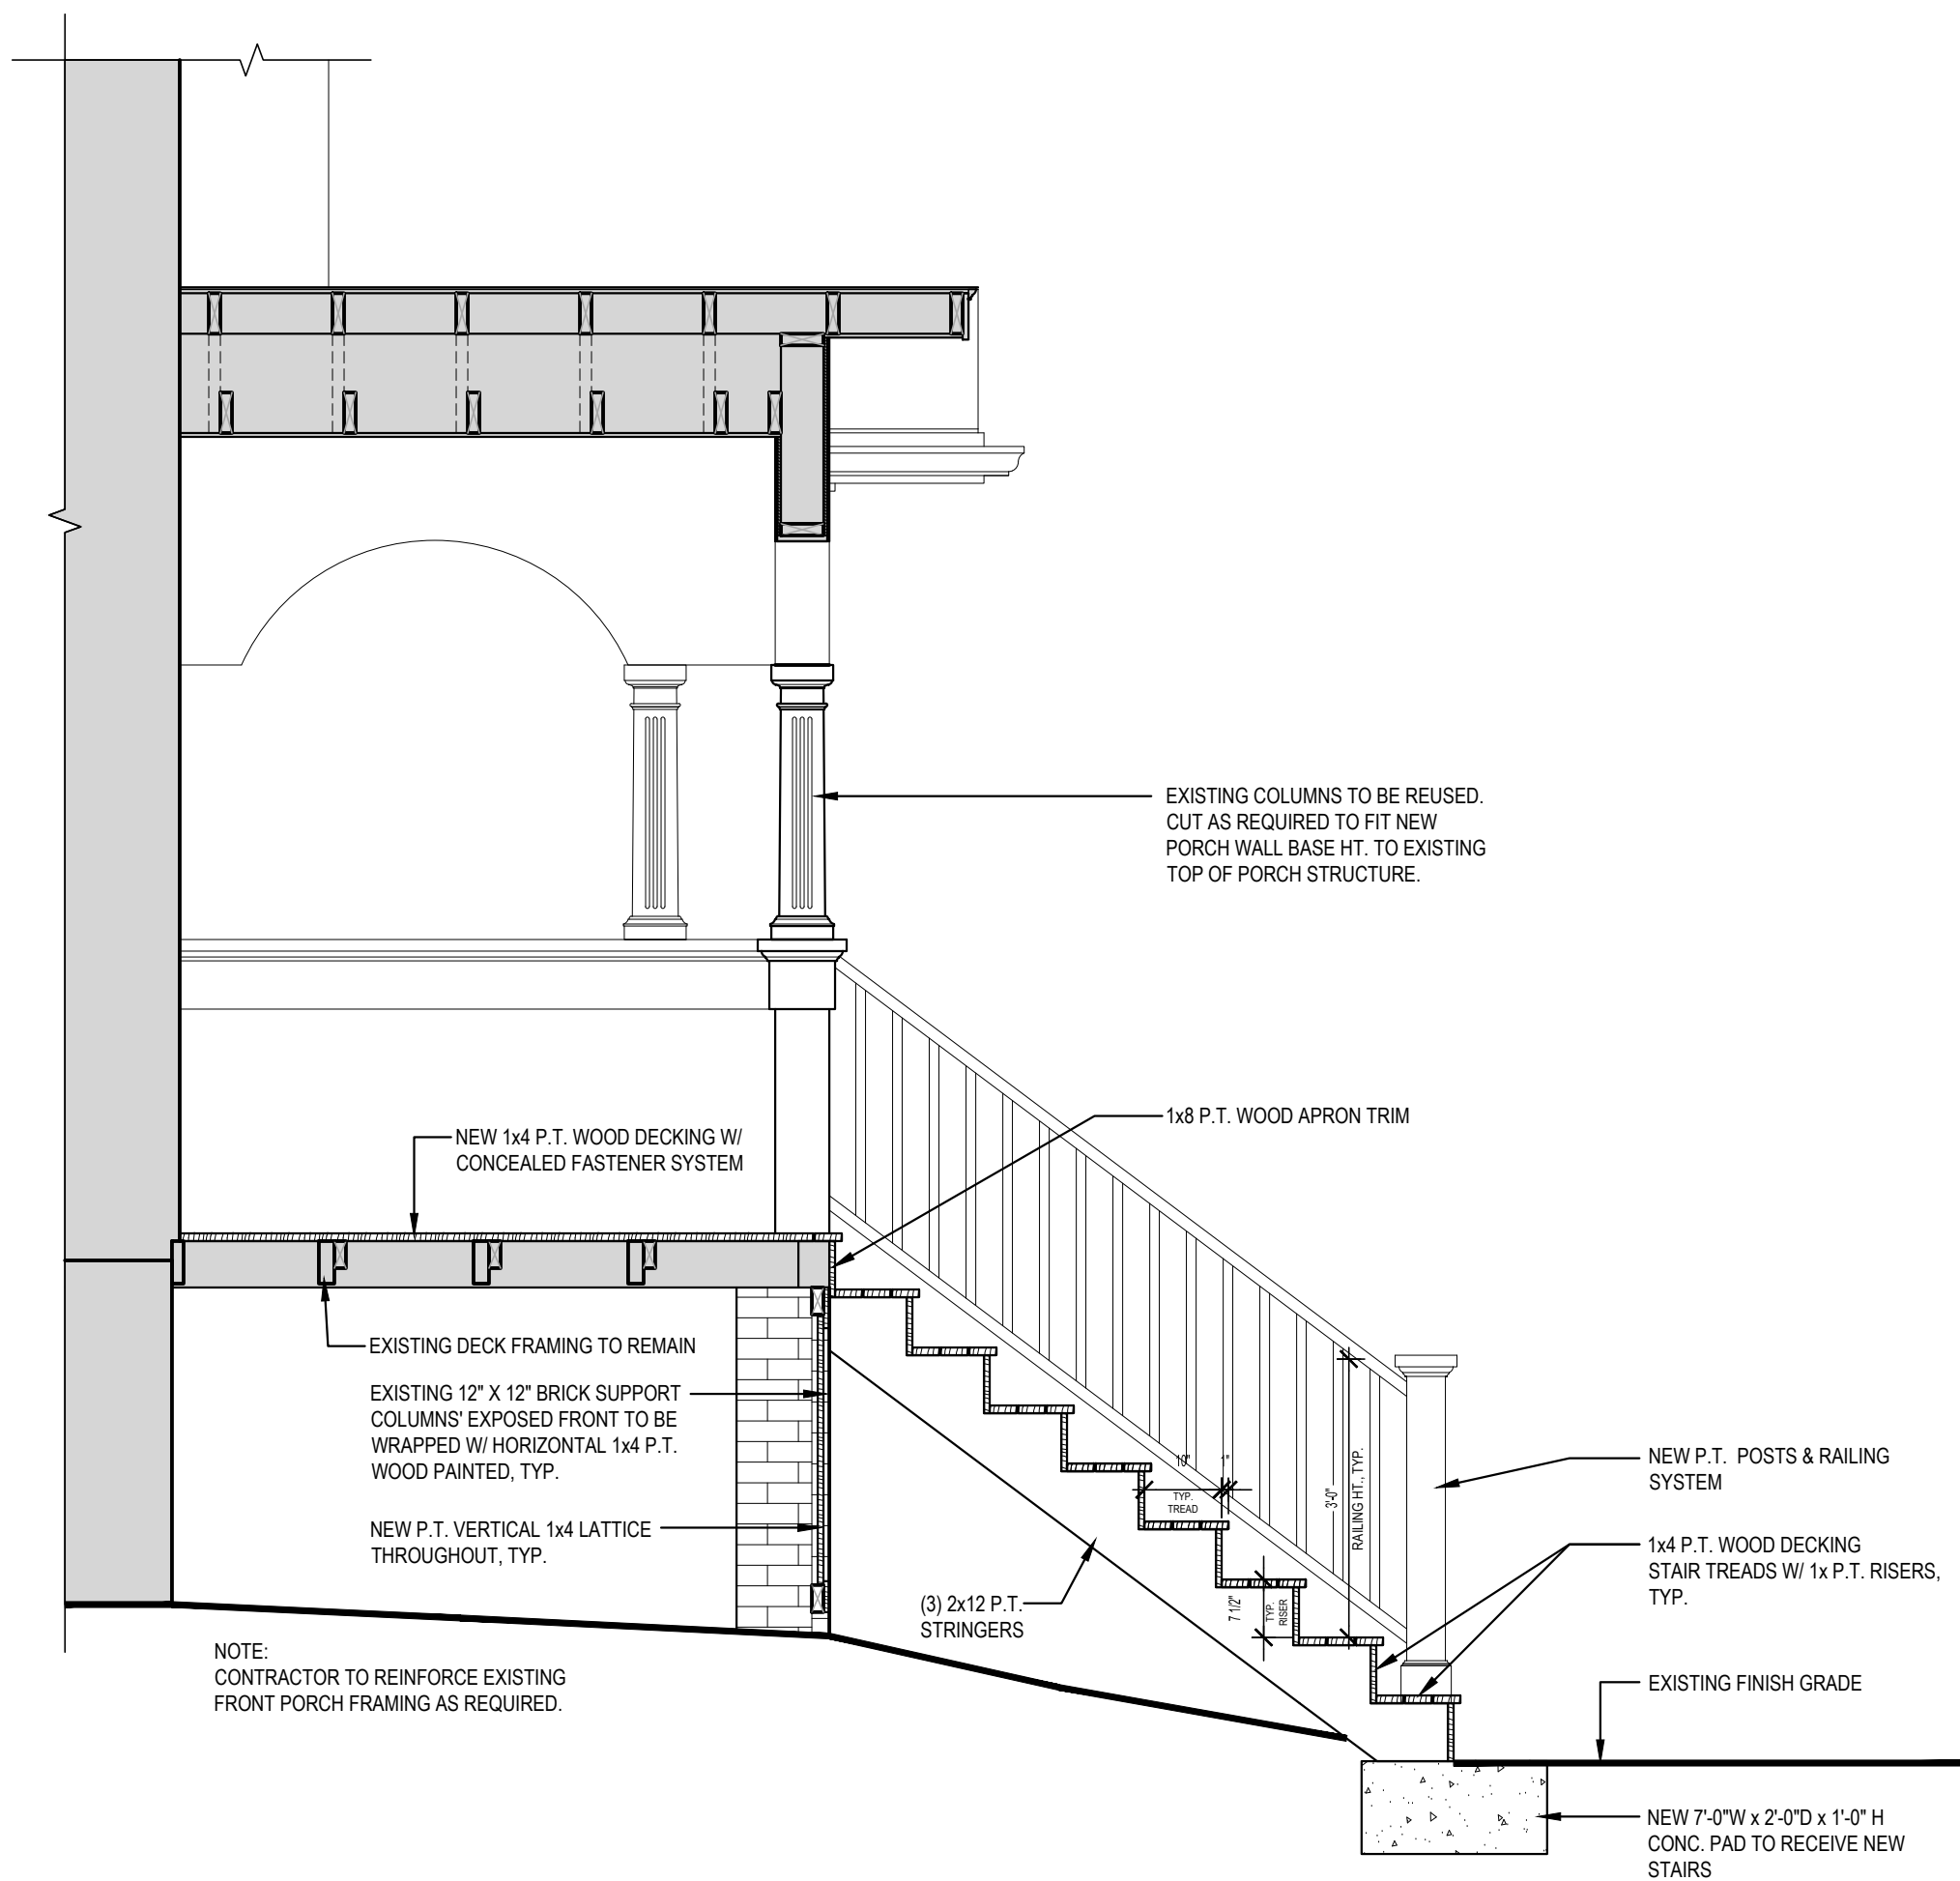 EXISTING COLUMNS TO BE REUSED.
CUT AS REQUIRED TO FIT NEW
PORCH WALL BASE HT. TO EXISTING
TOP OF PORCH STRUCTURE.
1x8 P.T. WOOD APRON TRIM
NEW 1x4 P.T. WOOD DECKING W/
CONCEALED FASTENER SYSTEM
EXISTING DECK FRAMING TO REMAIN
EXISTING 12" X 12" BRICK SUPPORT
COLUMNS' EXPOSED FRONT TO BE
WRAPPED W/ HORIZONTAL 1x4 P.T.
WOOD PAINTED, TYP.
NEW P.T. VERTICAL 1x4 LATTICE
THROUGHOUT, TYP.
10"
1"
TYP.
TREAD
3'-0"
RAILING HT., TYP.
7 1/2"
TYP.
RISER
(3) 2x12 P.T.
STRINGERS
NEW P.T. POSTS & RAILING
SYSTEM
1x4 P.T. WOOD DECKING
STAIR TREADS W/ 1x P.T. RISERS,
TYP.
NOTE:
CONTRACTOR TO REINFORCE EXISTING
FRONT PORCH FRAMING AS REQUIRED.
EXISTING FINISH GRADE
NEW 7'-0"W x 2'-0"D x 1'-0" H
CONC. PAD TO RECEIVE NEW
STAIRS